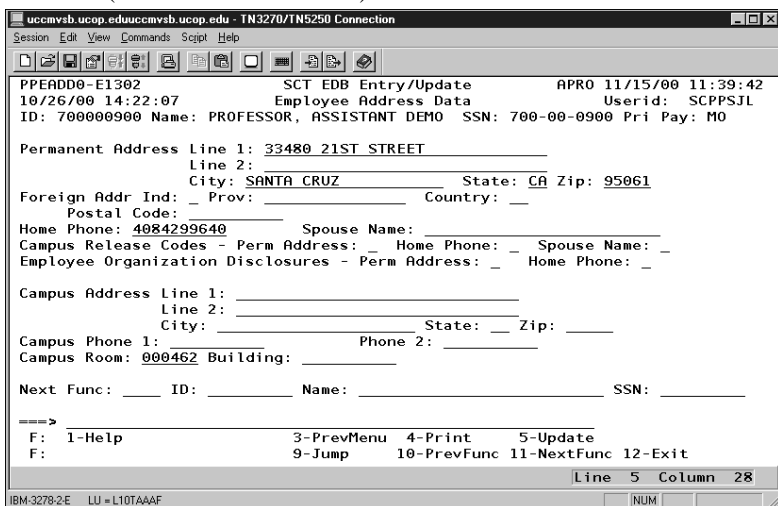 uccmvsb.ucop.eduuccmvsb.ucop.edu - TN3270/TN5250 Connection
Session Edit View Commands Script Help
PPEADD0-E1302 SCT EDB Entry/Update APRO 11/15/00 11:39:42
10/26/00 14:22:07 Employee Address Data Userid: SCPPSJL
ID: 700000900 Name: PROFESSOR, ASSISTANT DEMO SSN: 700-00-0900 Pri Pay: MO
Permanent Address Line 1: 33480 21ST STREET
Line 2:
City: SANTA CRUZ State: CA Zip: 95061
Foreign Addr Ind: _ Prov: Country: __
Postal Code:
Home Phone: 4084299640 Spouse Name:
Campus Release Codes - Perm Address: _ Home Phone: _ Spouse Name: _
Employee Organization Disclosures - Perm Address: _ Home Phone: _
Campus Address Line 1:
Line 2:
City: State: __ Zip:
Campus Phone 1: Phone 2:
Campus Room: 000462 Building:
Next Func: ____ ID: Name: SSN:
===>
F: 1-Help 3-PrevMenu 4-Print 5-Update
F: 9-Jump 10-PrevFunc 11-NextFunc 12-Exit
Line 5 Column 28
IBM-3278-2-E LU = L10TAAAF NUM